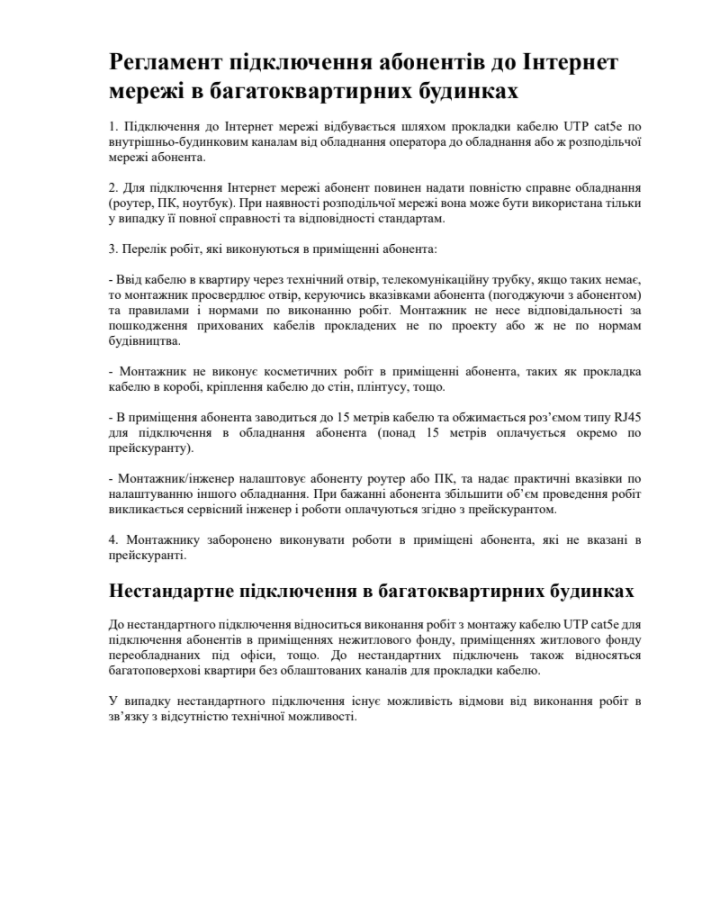 Регламент підключення абонентів до Інтернет
мережі в багатоквартирних будинках
1. Підключення до Інтернет мережі відбувається шляхом прокладки кабелю UTP cat5e по
внутрішньо-будинковим каналам від обладнання оператора до обладнання або ж розподільчої
мережі абонента.
2. Для підключення Інтернет мережі абонент повинен надати повністю справне обладнання
(роутер, ПК, ноутбук). При наявності розподільчої мережі вона може бути використана тільки
у випадку її повної справності та відповідності стандартам.
3. Перелік робіт, які виконуються в приміщенні абонента:
- Ввід кабелю в квартиру через технічний отвір, телекомунікаційну трубку, якщо таких немає,
то монтажник просвердлює отвір, керуючись вказівками абонента (погоджуючи з абонентом)
та правилами і нормами по виконанню робіт. Монтажник не несе відповідальності за
пошкодження прихованих кабелів прокладених не по проекту або ж не по нормам
будівництва.
- Монтажник не виконує косметичних робіт в приміщенні абонента, таких як прокладка
кабелю в коробі, кріплення кабелю до стін, плінтусу, тощо.
- В приміщення абонента заводиться до 15 метрів кабелю та обжимається роз’ємом типу RJ45
для підключення в обладнання абонента (понад 15 метрів оплачується окремо по
прейскуранту).
- Монтажник/інженер налаштовує абоненту роутер або ПК, та надає практичні вказівки по
налаштуванню іншого обладнання. При бажанні абонента збільшити об’єм проведення робіт
викликається сервісний інженер і роботи оплачуються згідно з прейскурантом.
4. Монтажнику заборонено виконувати роботи в приміщені абонента, які не вказані в
прейскуранті.
Нестандартне підключення в багатоквартирних будинках
До нестандартного підключення відноситься виконання робіт з монтажу кабелю UTP cat5e для
підключення абонентів в приміщеннях нежитлового фонду, приміщеннях житлового фонду
переобладнаних під офіси, тощо. До нестандартних підключень також відносяться
багатоповерхові квартири без облаштованих каналів для прокладки кабелю.
У випадку нестандартного підключення існує можливість відмови від виконання робіт в
зв’язку з відсутністю технічної можливості.